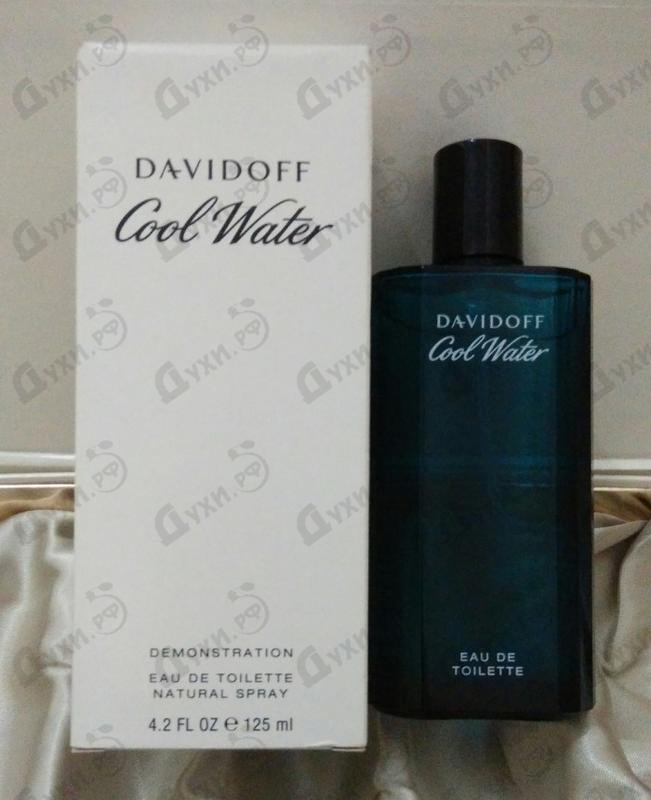 DAVIDOFF
Cool Water
DEMONSTRATION
EAU DE TOILETTE
NATURAL SPRAY
4.2 FL OZ ℮ 125 ml
DAVIDOFF
Cool Water
EAU DE
TOILETTE
Духи.рф